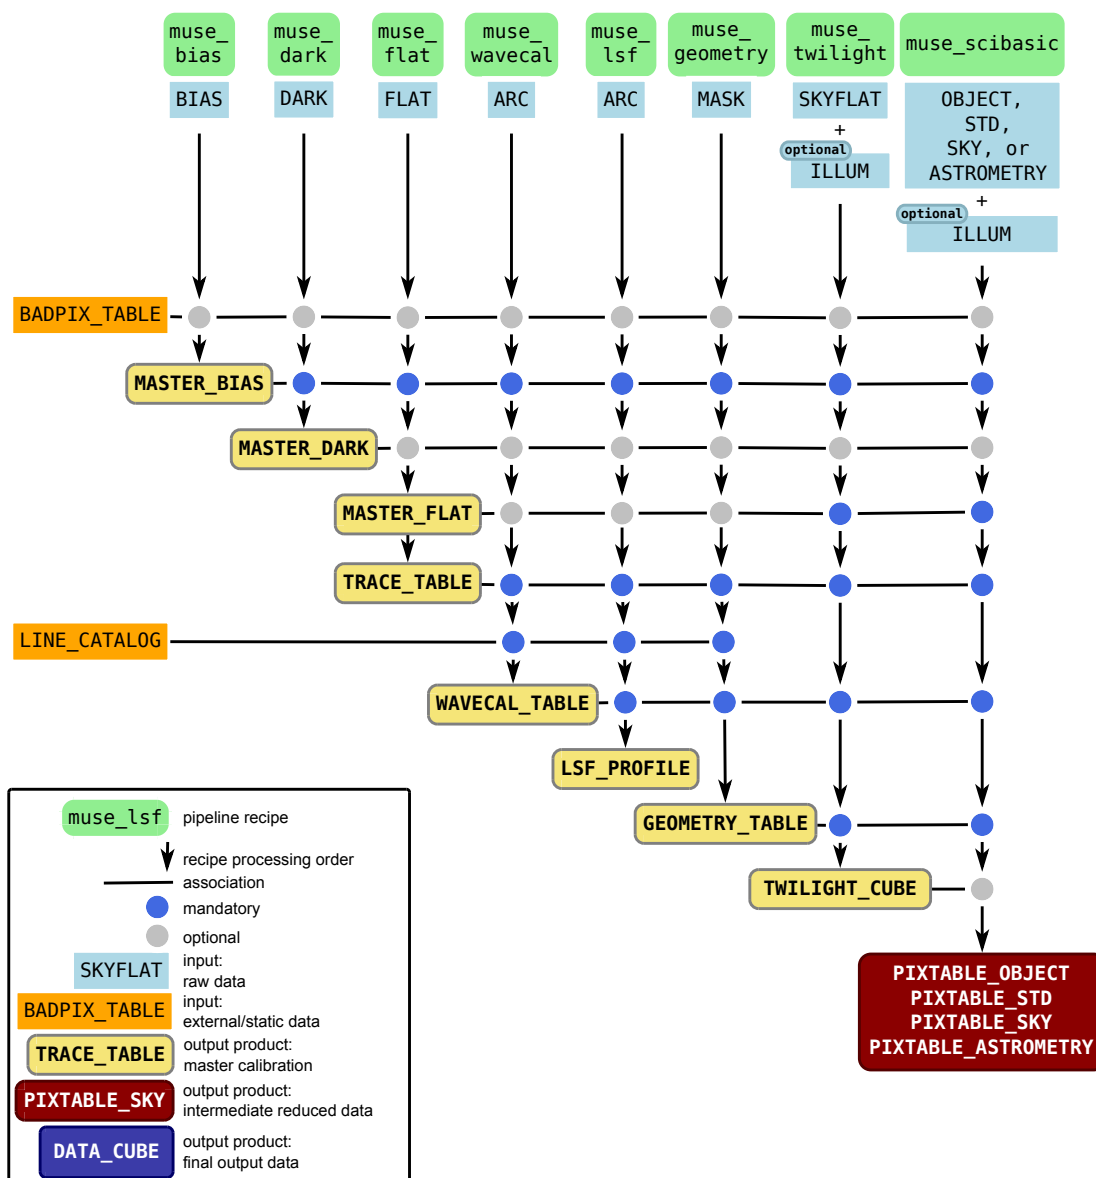 muse_
bias
muse_
dark
muse_
flat
muse_
wavecal
muse_
lsf
muse_
geometry
muse_
twilight
muse_scibasic
BIAS
DARK
FLAT
ARC
ARC
MASK
SKYFLAT
+
optional
ILLUM
OBJECT,
STD,
SKY, or
ASTROMETRY
+
optional
ILLUM
BADPIX_TABLE
MASTER_BIAS
MASTER_DARK
MASTER_FLAT
TRACE_TABLE
LINE_CATALOG
WAVECAL_TABLE
LSF_PROFILE
GEOMETRY_TABLE
TWILIGHT_CUBE
PIXTABLE_OBJECT
PIXTABLE_STD
PIXTABLE_SKY
PIXTABLE_ASTROMETRY
muse_lsf
pipeline recipe
recipe processing order
association
mandatory
optional
SKYFLAT
input:
raw data
BADPIX_TABLE
input:
external/static data
TRACE_TABLE
output product:
master calibration
PIXTABLE_SKY
output product:
intermediate reduced data
DATA_CUBE
output product:
final output data